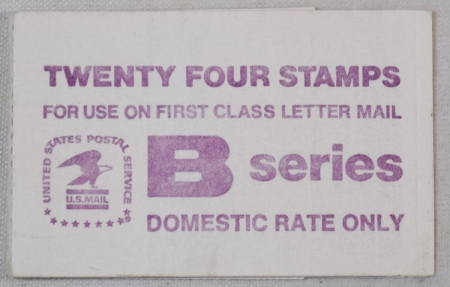 TWENTY FOUR STAMPS
FOR USE ON FIRST CLASS LETTER MAIL
UNITED STATES POSTAL SERVICE
U.S.MAIL
B series
DOMESTIC RATE ONLY